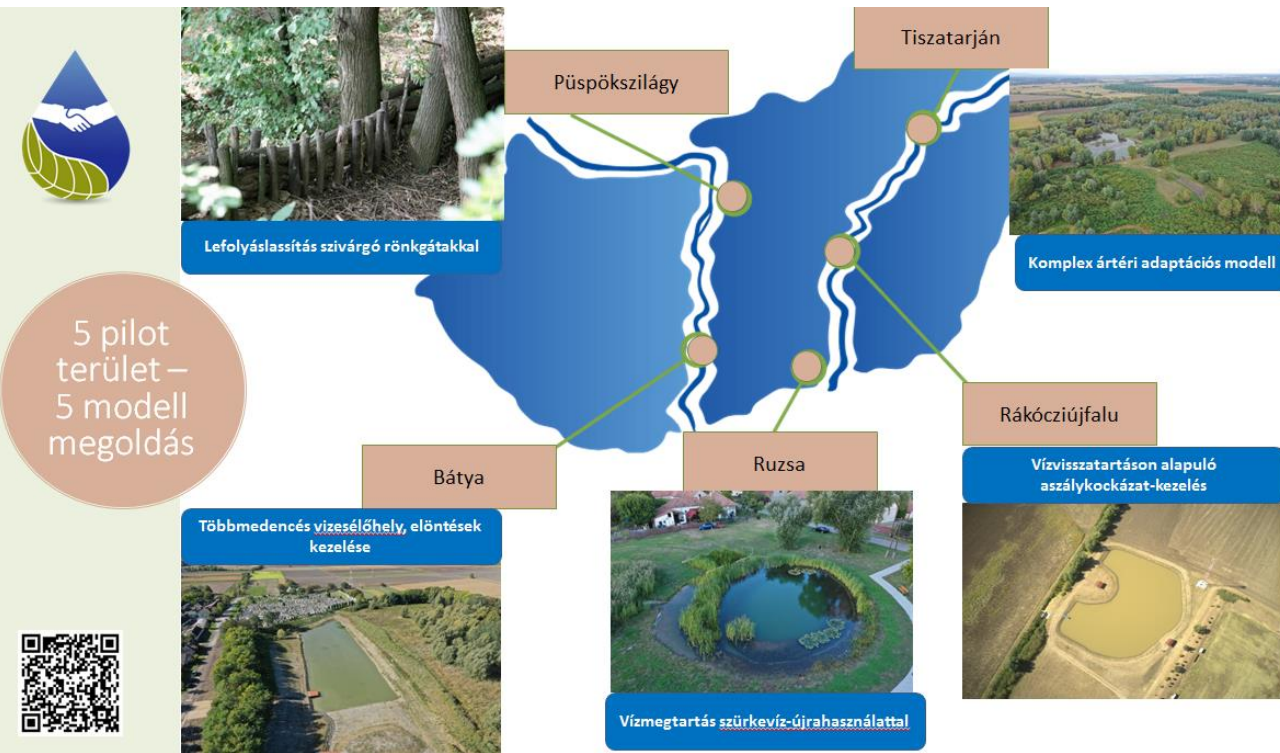 Tiszatarján
Püspökszilágy
Lefolyáslassítás szivárgó rönkgátakkal
Komplex ártéri adaptációs modell
5 pilot
terület –
5 modell
megoldás
Rákócziújfalu
Bátya
Ruzsa
Vízvisszatartáson alapuló
aszálykockázat-kezelés
Többmedencés vizesélőhely, elöntések
kezelése
Vízmegtartás szürkevíz-újrahasználattal